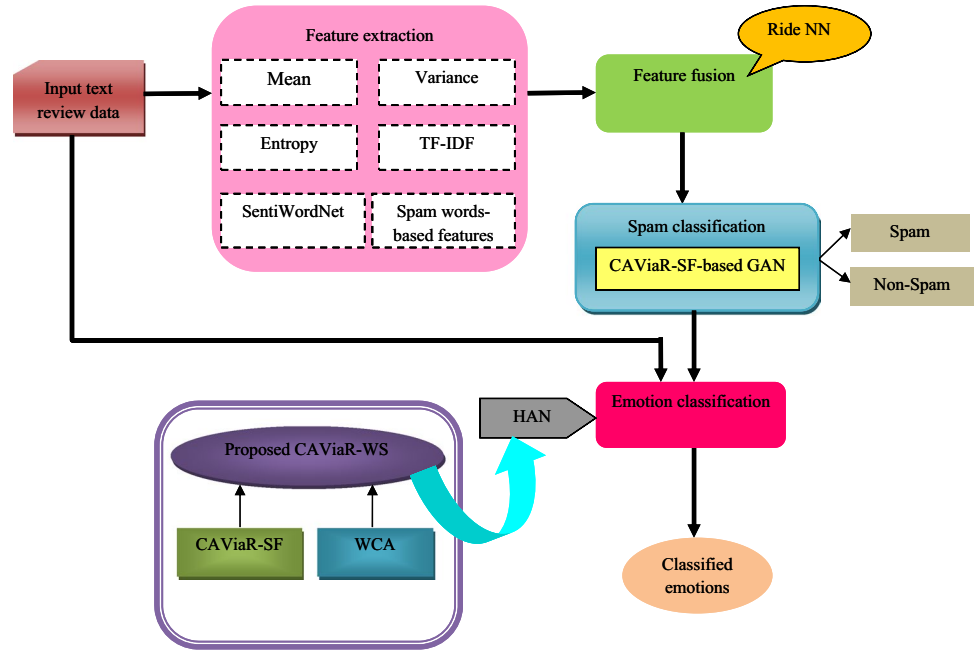 Input text
review data
Feature extraction
Mean
Variance
Entropy
TF-IDF
SentiWordNet
Spam words-
based features
Ride NN
Feature fusion
Spam classification
CAViaR-SF-based GAN
Spam
Non-Spam
HAN
Emotion classification
Proposed CAViaR-WS
CAViaR-SF
WCA
Classified
emotions